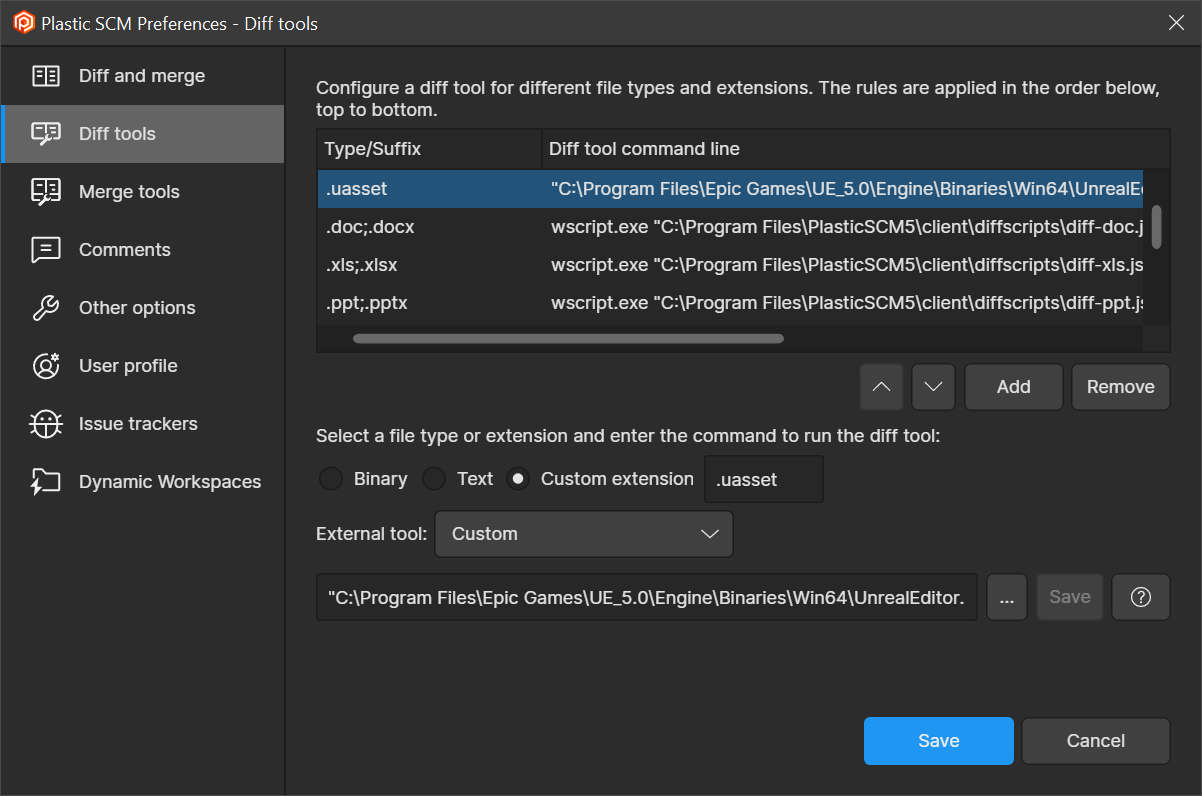 Plastic SCM Preferences - Diff tools
Diff and merge
Diff tools
Merge tools
Comments
Other options
User profile
Issue trackers
Dynamic Workspaces
Configure a diff tool for different file types and extensions. The rules are applied in the order below,
top to bottom.
Type/Suffix Diff tool command line
.uasset "C:\Program Files\Epic Games\UE_5.0\Engine\Binaries\Win64\UnrealE
.doc;.docx wscript.exe "C:\Program Files\PlasticSCM5\client\diffscripts\diff-doc.j
.xls;.xlsx wscript.exe "C:\Program Files\PlasticSCM5\client\diffscripts\diff-xls.js
.ppt;.pptx wscript.exe "C:\Program Files\PlasticSCM5\client\diffscripts\diff-ppt.j
Add Remove
Select a file type or extension and enter the command to run the diff tool:
Binary Text Custom extension .uasset
External tool: Custom
"C:\Program Files\Epic Games\UE_5.0\Engine\Binaries\Win64\UnrealEditor. ... Save ?
Save Cancel